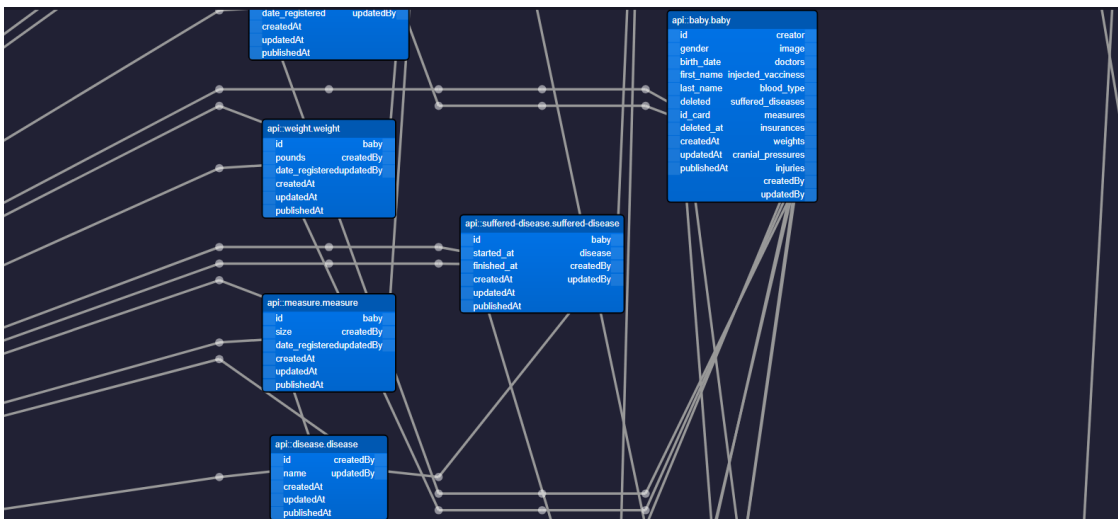 date_registered updatedBy
createdAt
updatedAt
publishedAt
api::baby.baby
id creator
gender image
birth_date doctors
first_name injected_vacciness
last_name blood_type
deleted suffered_diseases
id_card measures
deleted_at insurances
createdAt weights
updatedAt cranial_pressures
publishedAt injuries
createdBy
updatedBy
api::weight.weight
id baby
pounds createdBy
date_registered updatedBy
createdAt
updatedAt
publishedAt
api::suffered-disease.suffered-disease
id baby
started_at disease
finished_at createdBy
createdAt updatedBy
updatedAt
publishedAt
api::measure.measure
id baby
size createdBy
date_registered updatedBy
createdAt
updatedAt
publishedAt
api::disease.disease
id createdBy
name updatedBy
createdAt
updatedAt
publishedAt